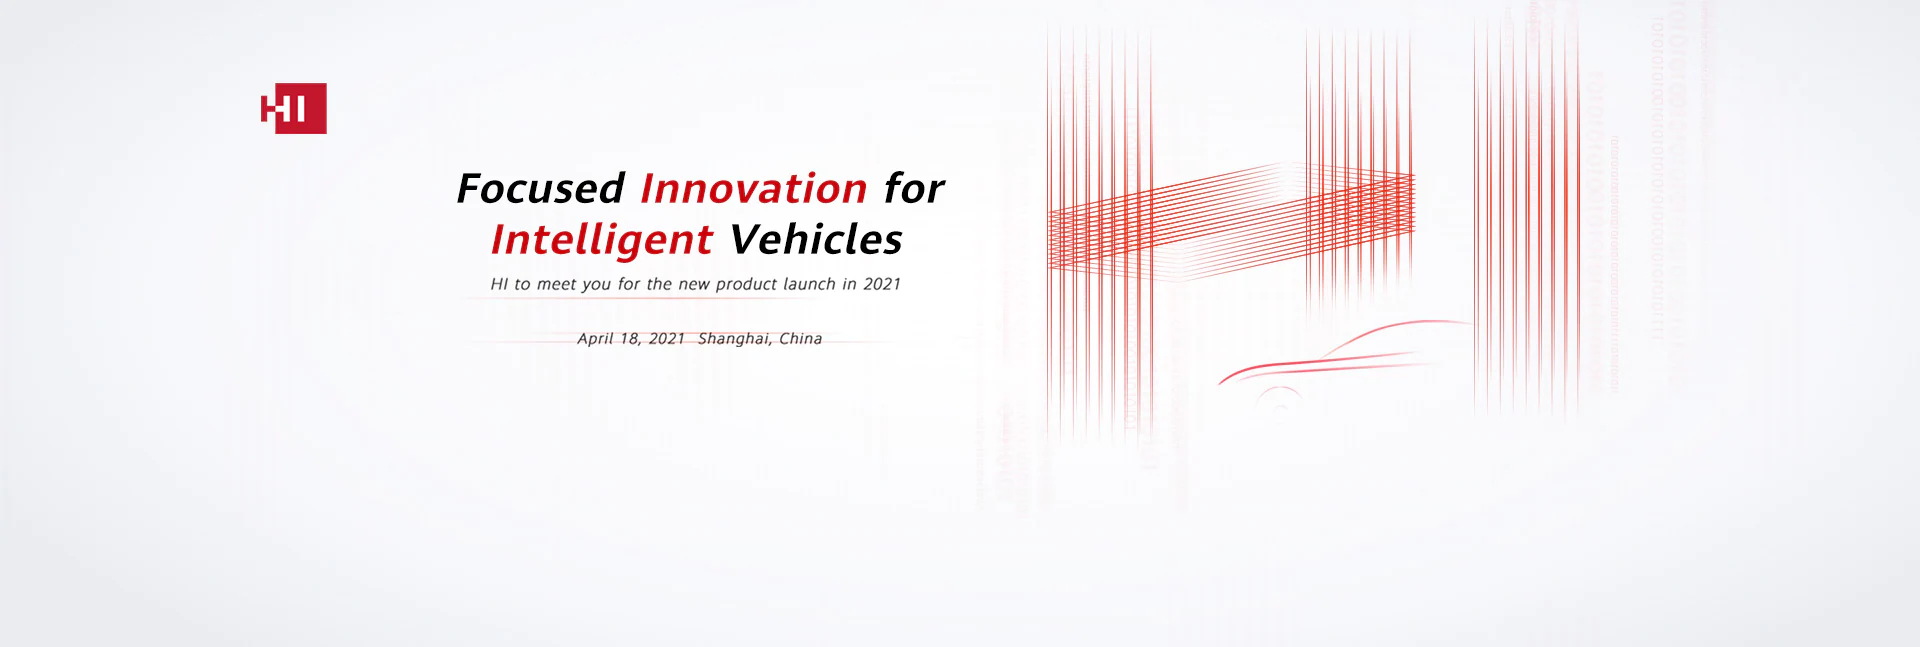 HI
Focused Innovation for
Intelligent Vehicles
HI to meet you for the new product launch in 2021
April 18, 2021 Shanghai, China